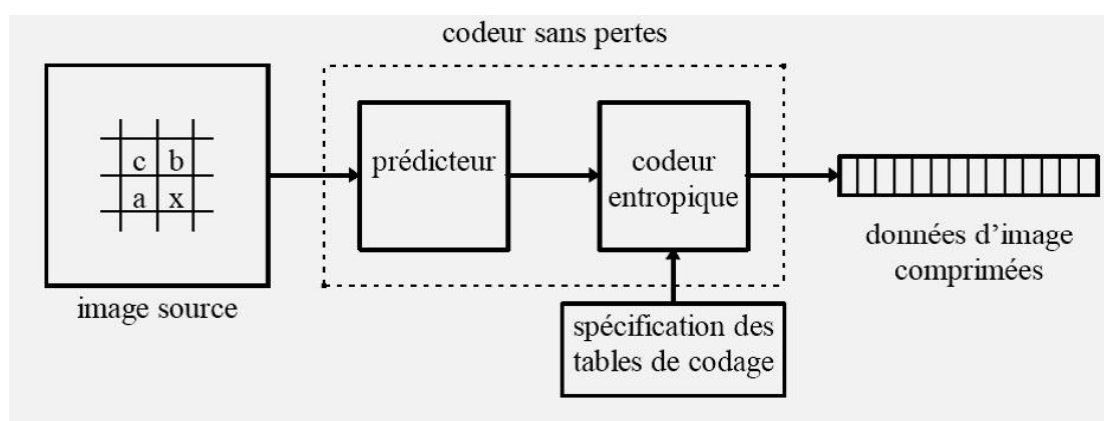 codeur sans pertes
c b
a x
prédicteur
codeur
entropique
image source
données d’image
comprimées
spécification des
tables de codage